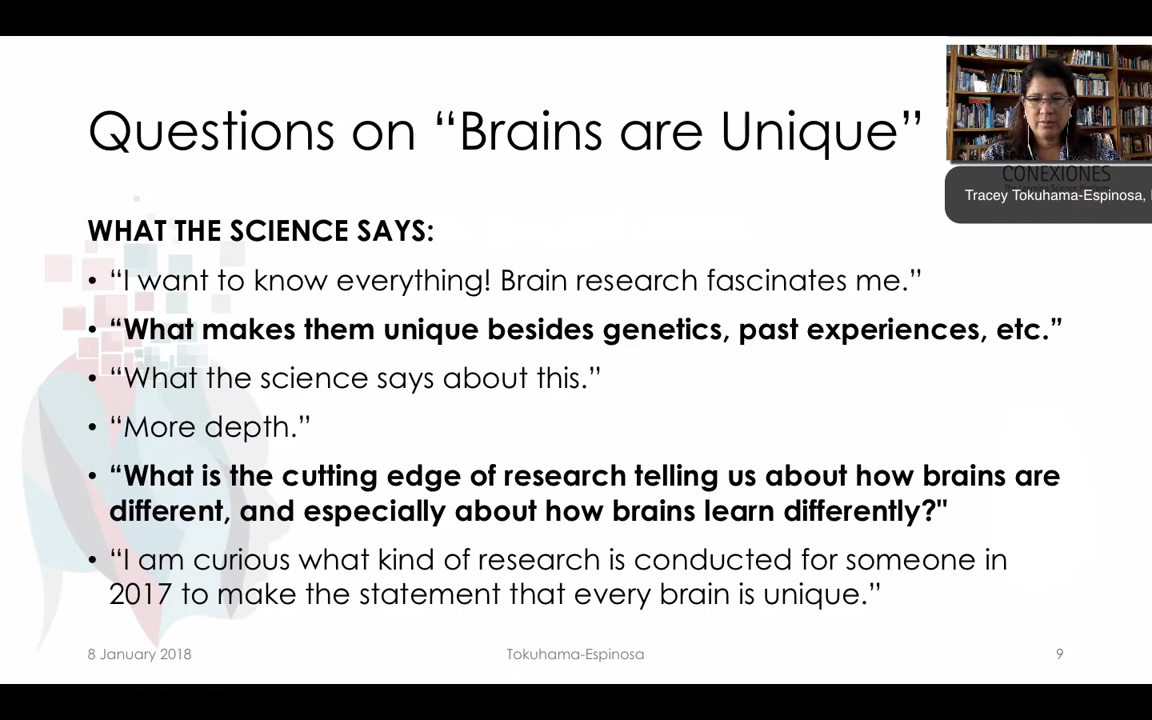 Questions on “Brains are Unique”
CONEXIONES
Tracey Tokuhama-Espinosa,
WHAT THE SCIENCE SAYS:
• “I want to know everything! Brain research fascinates me.”
• “What makes them unique besides genetics, past experiences, etc.”
• “What the science says about this.”
• “More depth.”
• “What is the cutting edge of research telling us about how brains are
different, and especially about how brains learn differently?"
• “I am curious what kind of research is conducted for someone in
2017 to make the statement that every brain is unique.”
8 January 2018
Tokuhama-Espinosa
9